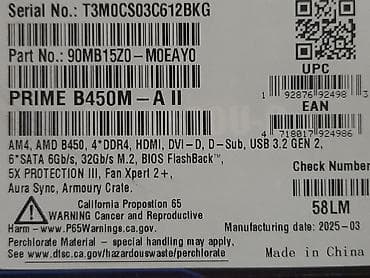 Serial No.: T3M0CS03C612BKG
Part No.: 90MB15Z0-M0EAY0
UPC
1 92876 92498 3
PRIME B450M-A II
EAN
4 718017 924986
AM4, AMD B450, 4*DDR4, HDMI, DVI-D, D-Sub, USB 3.2 GEN 2,
6*SATA 6Gb/s, 32Gb/s M.2, BIOS FlashBack™,
5X PROTECTION III, Fan Xpert 2+,
Aura Sync, Armoury Crate.
Check Number
58LM
California Propostion 65
WARNING Cancer and Reproductive
Harm - www.P65Warnings.ca.gov.
Manufacturing date: 2025-03
Perchlorate Material - special handling may apply,
See www.dtsc.ca.gov/hazardouswaste/perchlorate
Made in China